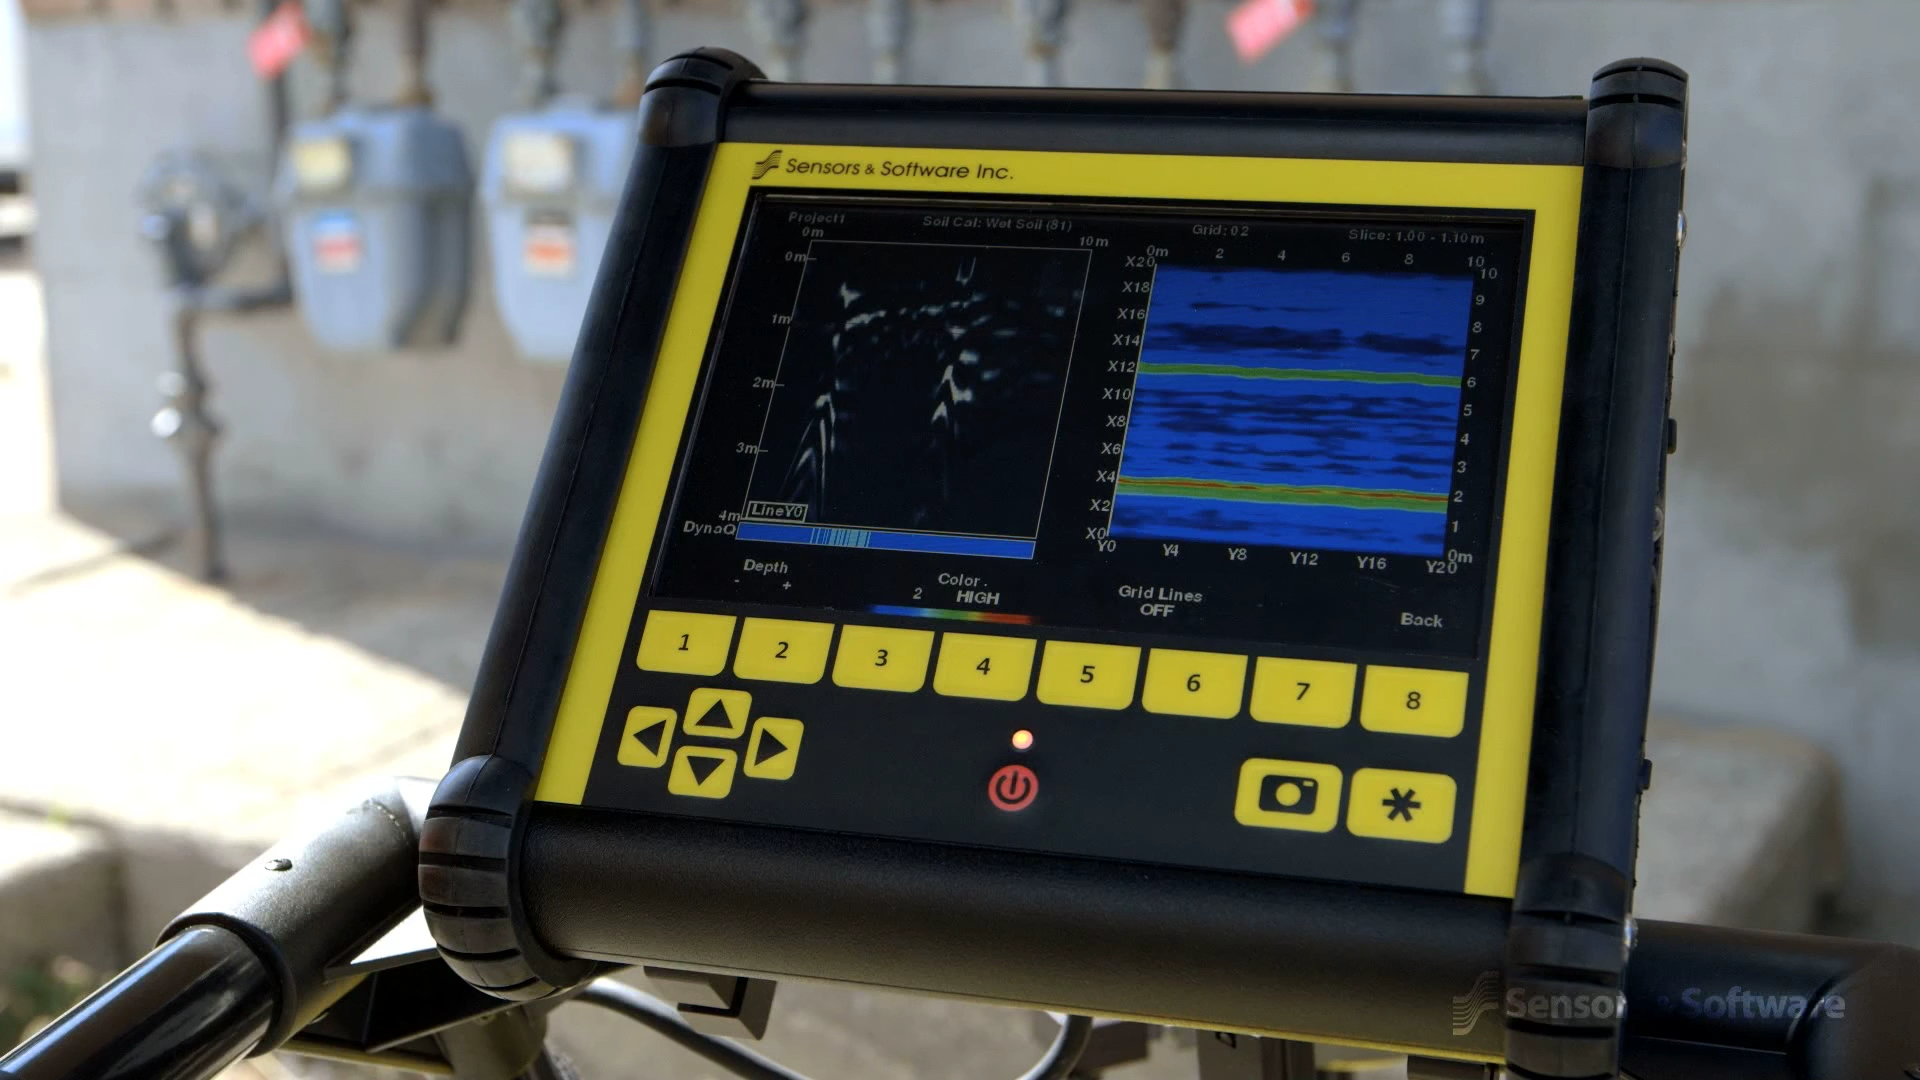 Sensors & Software Inc.
Project1 Soil Cal: Wet Soil (81) Grid: 02 Slice: 1.00 - 1.10m
0m 10m
0m
1m
2m
3m
4m
LineY0
DynaQ
0m 2 4 6 8 10
X20 10
X18 9
X16 8
X14 7
X12 6
X10 5
X8 4
X6 3
X4 2
X2 1
X0 0m
Y0 Y4 Y8 Y12 Y16 Y20
Depth
- +
Color
2 HIGH
Grid Lines
OFF
Back
1 2 3 4 5 6 7 8
*
Sensors & Software